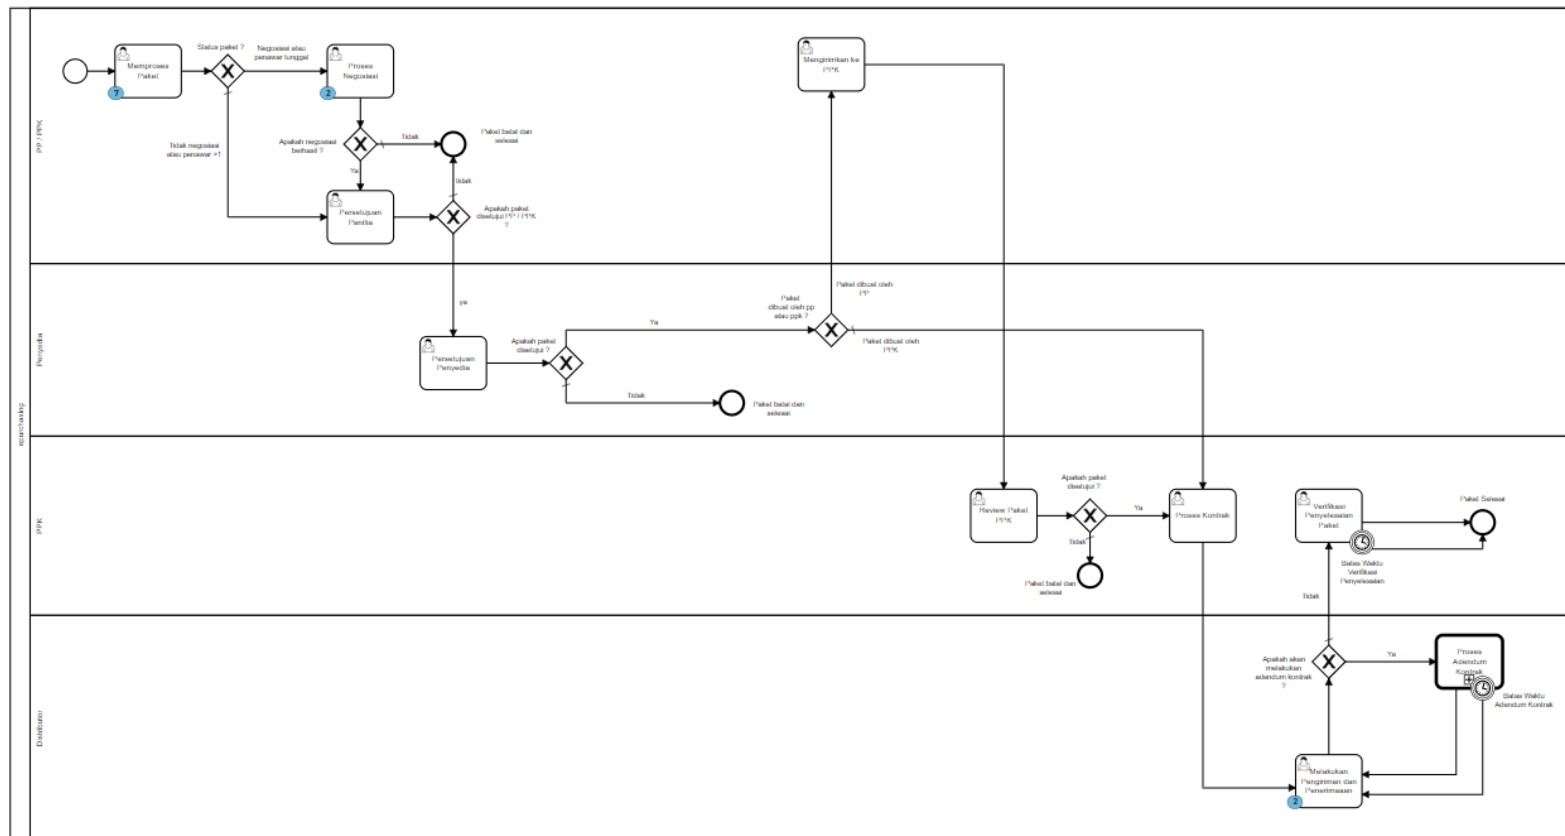 epurchasing
PP / PPK
Memproses
Paket
7
Status paket ?
Negosiasi atau
penawar tunggal
Proses
Negosiasi
2
Tidak negosiasi
atau penawar >1
Apakah negosiasi
berhasil ?
Tidak
Paket batal dan
selesai
Ya
tidak
Persetujuan
Panitia
Apakah paket
disetujui PP / PPK
?
Mengirimkan ke
PPK
Penyedia
ya
Persetujuan
Penyedia
Apakah paket
disetujui ?
Ya
Tidak
Paket batal dan
selesai
Paket
dibuat oleh pp
atau ppk ?
Paket dibuat oleh
PP
Paket dibuat oleh
PPK
PPK
Review Paket
PPK
Apakah paket
disetujui ?
Ya
Tidak
Paket batal dan
selesai
Proses Kontrak
Verifikasi
Penyelesaian
Paket
Paket Selesai
Batas Waktu
Verifikasi
Penyelesaian
Tidak
Distributor
Apakah akan
melakukan
adendum kontrak
?
Ya
Proses
Adendum
Kontrak
Batas Waktu
Adendum Kontrak
Melakukan
Pengiriman dan
Penerimaaan
2